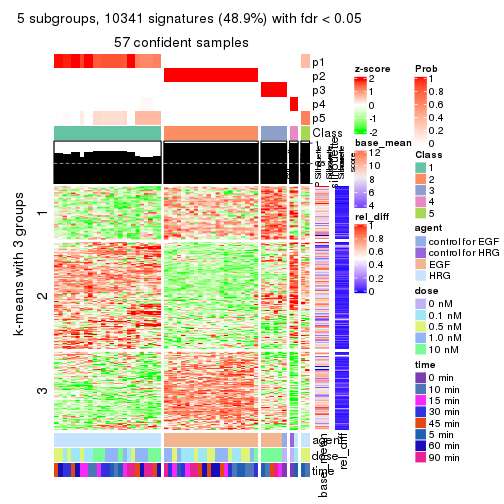 5 subgroups, 10341 signatures (48.9%) with fdr < 0.05
57 confident samples
p1
p2
p3
p4
p5
Class
k-means with 3 groups
1
2
3
agent
dose
time
base_mean
rel_diff
z-score
2
1
0
-1
-2
base_mean
12
10
8
6
4
rel_diff
1
0.8
0.6
0.4
0.2
0
Prob
1
0.8
0.6
0.4
0.2
0
Class
1
2
3
4
5
agent
control for EGF
control for HRG
EGF
HRG
dose
0 nM
0.1 nM
0.5 nM
1.0 nM
10 nM
time
0 min
10 min
15 min
30 min
45 min
5 min
60 min
90 min